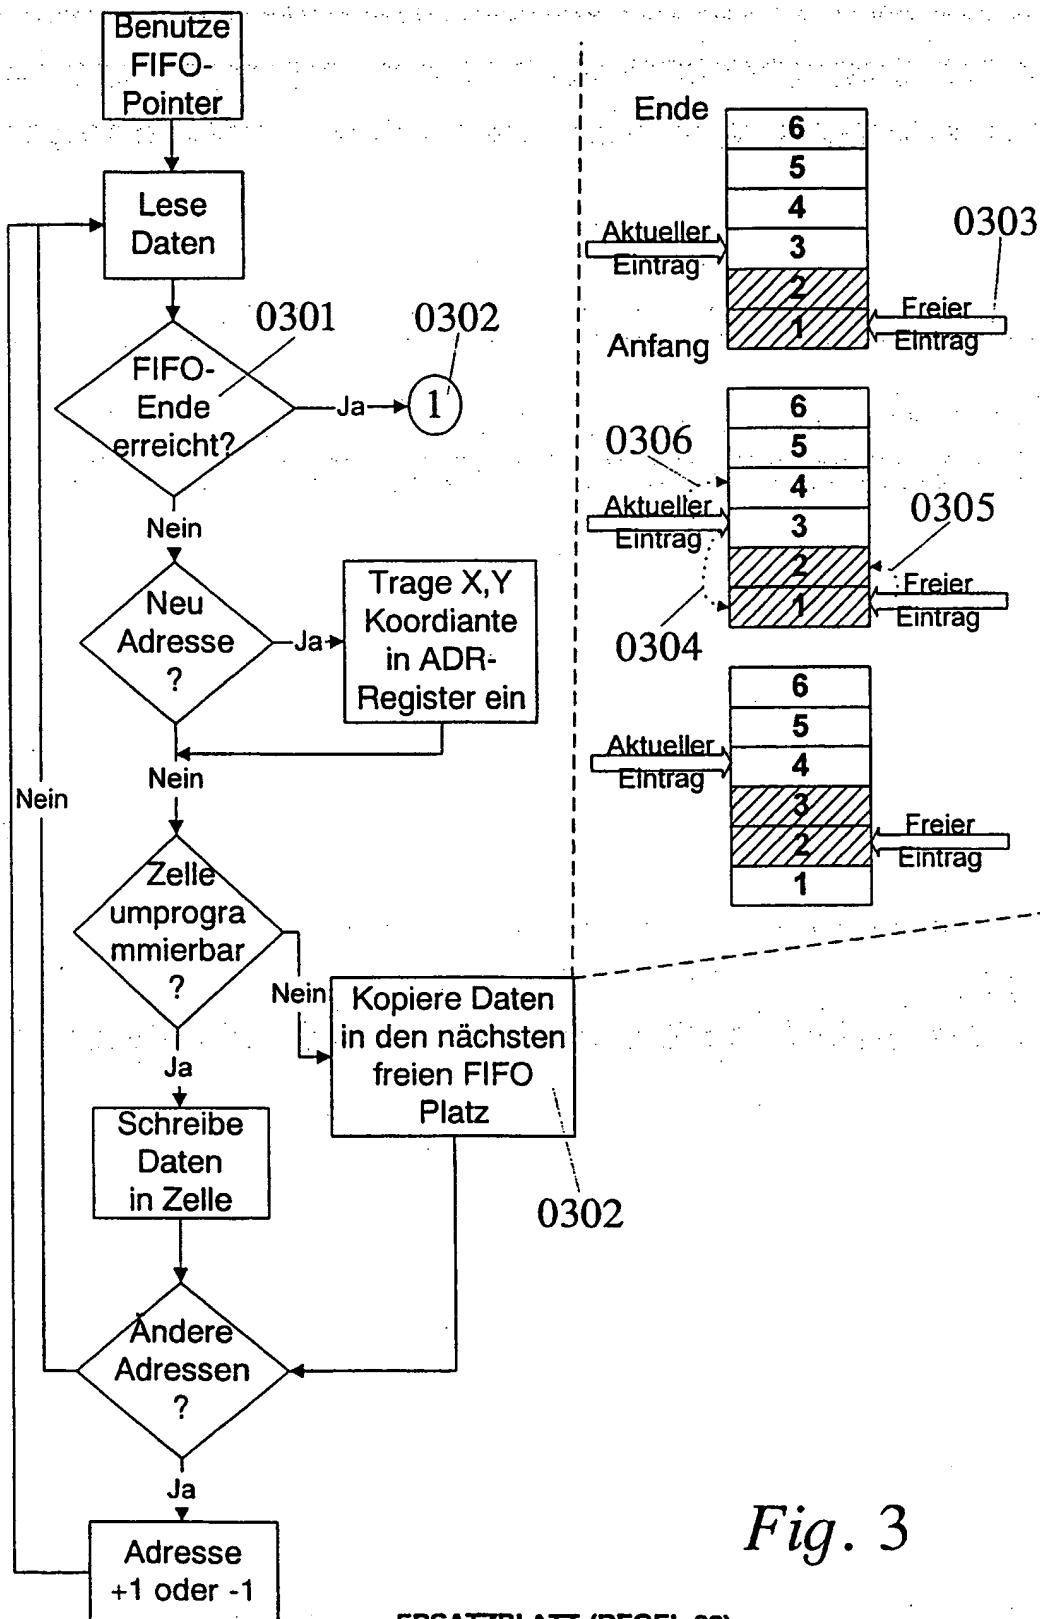 Benutze
FIFO-
Pointer
Lese
Daten
0301
0302
FIFO-
Ende
erreicht?
Ja
1
Nein
Neu
Adresse
?
Ja
Trage X,Y
Koordiante
in ADR-
Register ein
Nein
Nein
Zelle
umprogra
mmierbar
?
Nein
Kopiere Daten
in den nächsten
freien FIFO
Platz
0302
Ja
Schreibe
Daten
in Zelle
Ändere
Adressen
?
Ja
Adresse
+1 oder -1
Ende
6
5
4
3
2
1
Aktueller
Eintrag
0303
Freier
Eintrag
Anfang
6
5
4
3
2
1
0306
Aktueller
Eintrag
0305
Freier
Eintrag
0304
6
5
4
3
2
1
Aktueller
Eintrag
Freier
Eintrag
Fig. 3